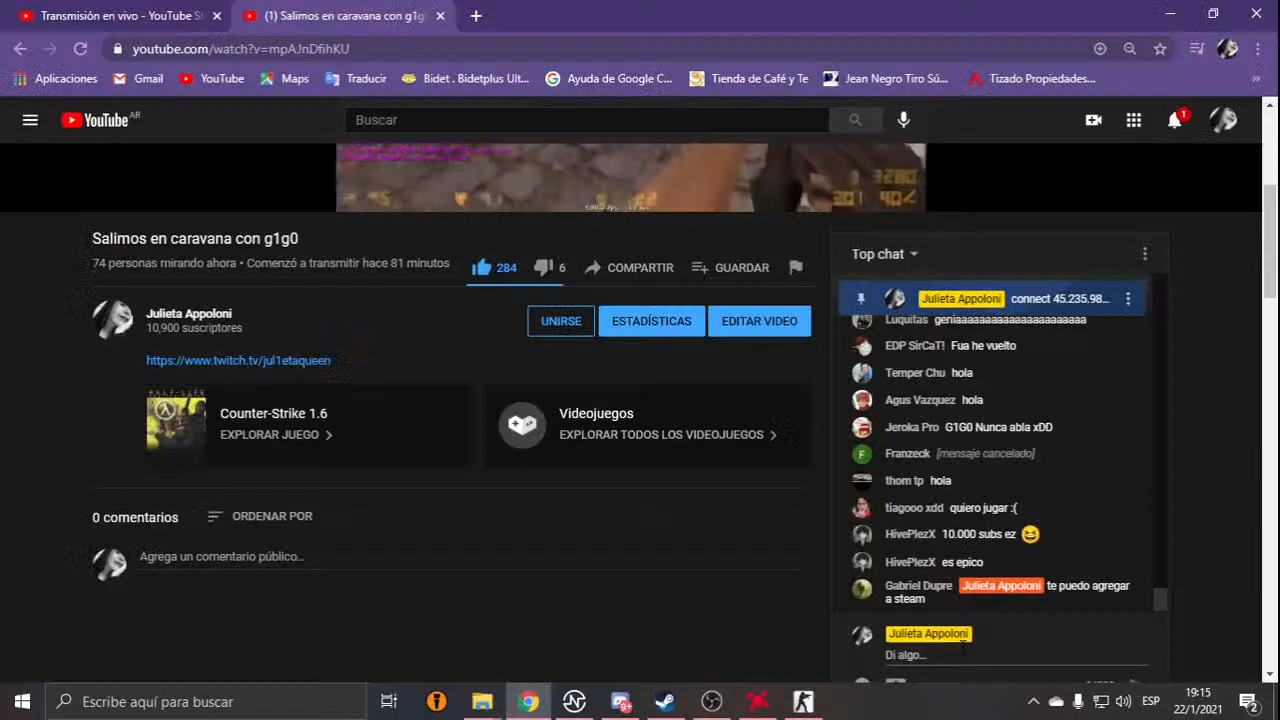 Transmisión en vivo - YouTube S
(1) Salimos en caravana con g1g
youtube.com/watch?v=mpAJnDfihKU
Aplicaciones
Gmail
YouTube
Maps
Traducir
Bidet . Bidetplus Ult...
Ayuda de Google C...
Tienda de Café y Te
Jean Negro Tiro Sú...
Tizado Propiedades...
YouTube AR
Buscar
1
Salimos en caravana con g1g0
74 personas mirando ahora • Comenzó a transmitir hace 81 minutos
284
6
COMPARTIR
GUARDAR
Julieta Appoloni
10,900 suscriptores
UNIRSE
ESTADÍSTICAS
EDITAR VIDEO
https://www.twitch.tv/jul1etaqueen
HALF-LIFE
Counter-Strike 1.6
EXPLORAR JUEGO
Videojuegos
EXPLORAR TODOS LOS VIDEOJUEGOS
0 comentarios
ORDENAR POR
Agrega un comentario público...
Top chat
Julieta Appoloni connect 45.235.98...
Luquitas geniaaaaaaaaaaaaaaaaaaaaaa
EDP SirCaT! Fua he vuelto
Temper Chu hola
Agus Vazquez hola
Jeroka Pro G1G0 Nunca abla xDD
F
Franzeck [mensaje cancelado]
thom tp hola
tiagooo xdd quiero jugar :(
HivePlezX 10.000 subs ez 😆
HivePlezX es epico
Gabriel Dupre Julieta Appoloni te puedo agregar
a steam
Julieta Appoloni
Di algo...
Escribe aquí para buscar
9+
ESP
19:15
22/1/2021
2